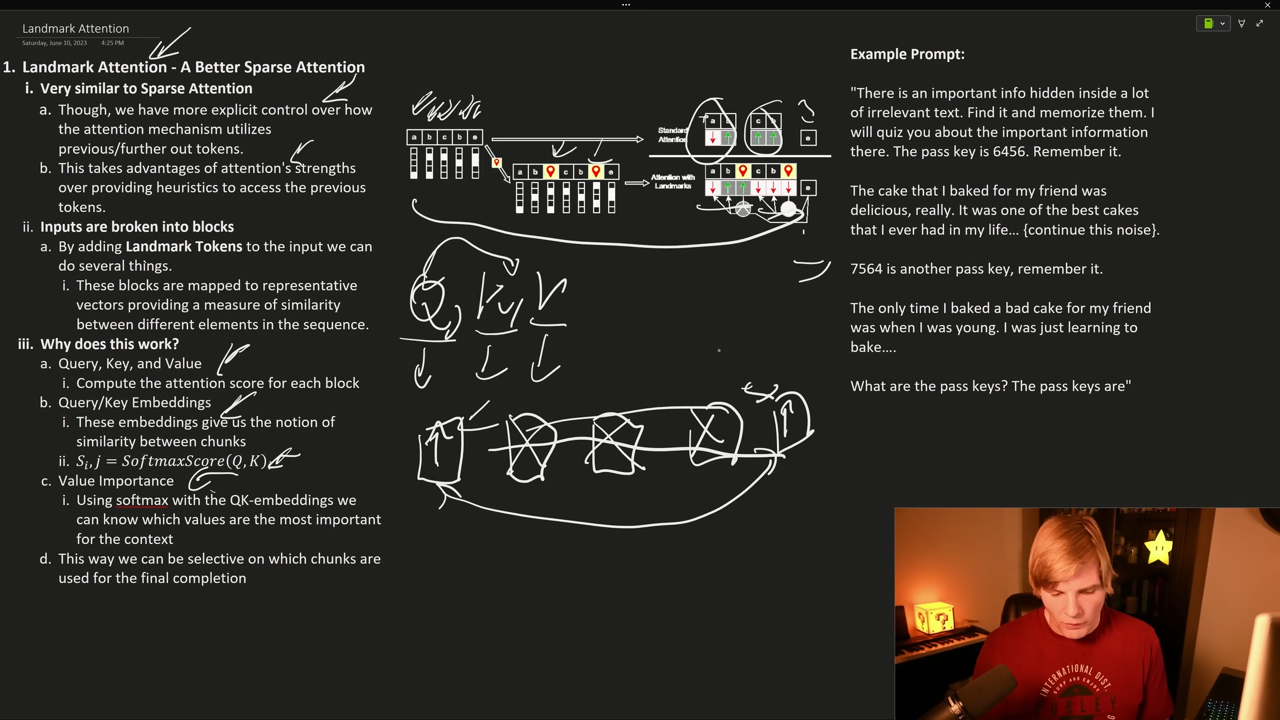 Landmark Attention
Saturday, June 10, 2023 4:25 PM
1. Landmark Attention - A Better Sparse Attention
i. Very similar to Sparse Attention
a. Though, we have more explicit control over how
the attention mechanism utilizes
previous/further out tokens.
b. This takes advantages of attention's strengths
over providing heuristics to access the previous
tokens.
ii. Inputs are broken into blocks
a. By adding Landmark Tokens to the input we can
do several things.
i. These blocks are mapped to representative
vectors providing a measure of similarity
between different elements in the sequence.
iii. Why does this work?
a. Query, Key, and Value
i. Compute the attention score for each block
b. Query/Key Embeddings
i. These embeddings give us the notion of
similarity between chunks
ii. Si,j = SoftmaxScore(Q, K)
c. Value Importance
i. Using softmax with the QK-embeddings we
can know which values are the most important
for the context
d. This way we can be selective on which chunks are
used for the final completion
a b c b e
Standard
Attention
a b c b e
a b c b e
Attention with
Landmarks
a b c b e
Q K V
Example Prompt:
"There is an important info hidden inside a lot
of irrelevant text. Find it and memorize them. I
will quiz you about the important information
there. The pass key is 6456. Remember it.
The cake that I baked for my friend was
delicious, really. It was one of the best cakes
that I ever had in my life... {continue this noise}.
7564 is another pass key, remember it.
The only time I baked a bad cake for my friend
was when I was young. I was just learning to
bake....
What are the pass keys? The pass keys are"
INTERNATIONAL DIST.